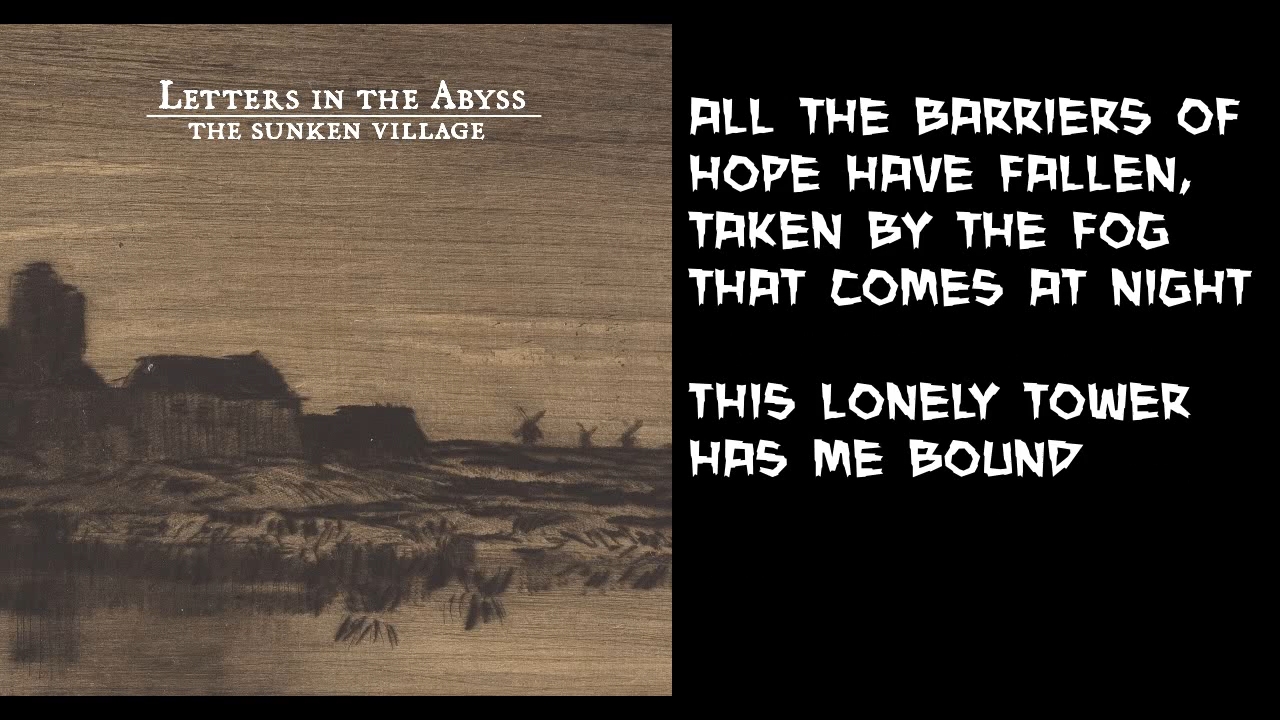 Letters in the Abyss
the sunken village
ALL THE BARRIERS OF
HOPE HAVE FALLEN,
TAKEN BY THE FOG
THAT COMES AT NIGHT
THIS LONELY TOWER
HAS ME BOUND